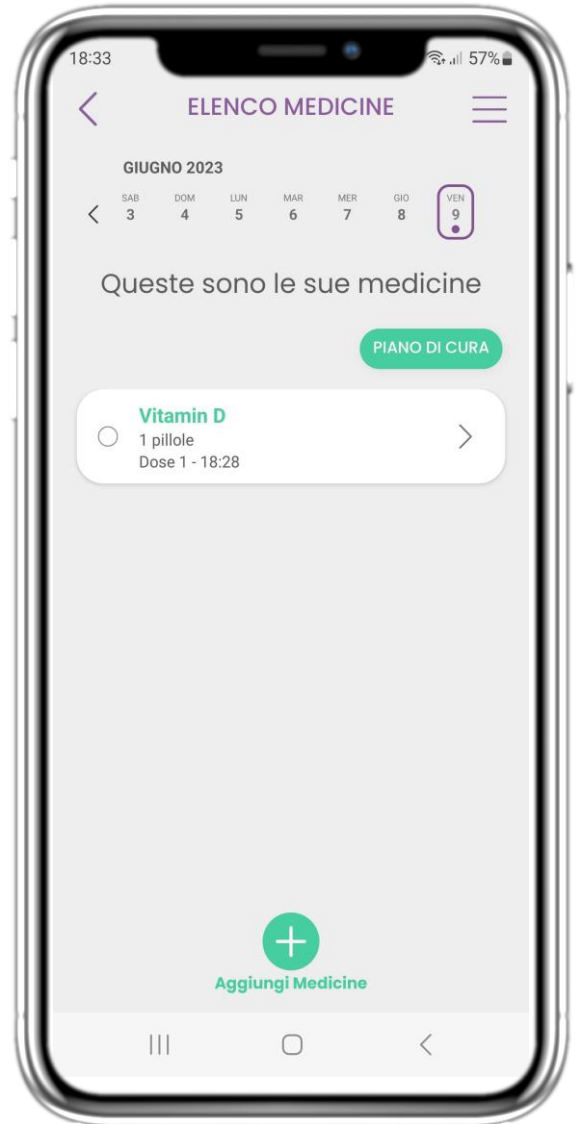 18:33 57%
ELENCO MEDICINE
GIUGNO 2023
SAB DOM LUN MAR MER GIO VEN
3 4 5 6 7 8 9
Queste sono le sue medicine
PIANO DI CURA
Vitamin D
1 pillole
Dose 1 - 18:28
Aggiungi Medicine